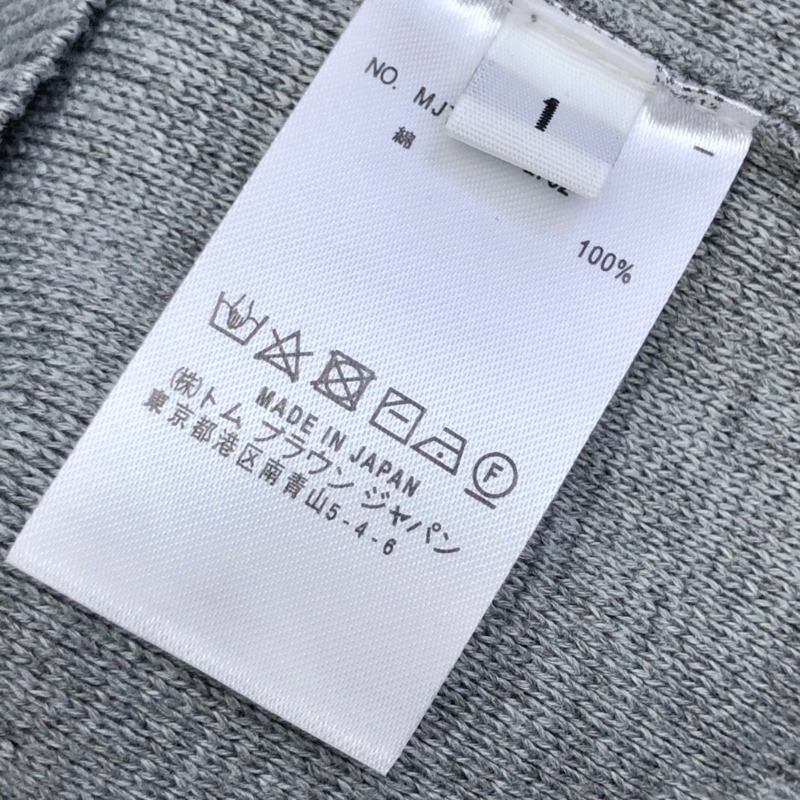 NO. MJ
1
綿
100%
F
MADE IN JAPAN
(株)トム ブラウン ジャパン
東京都港区南青山5-4-6